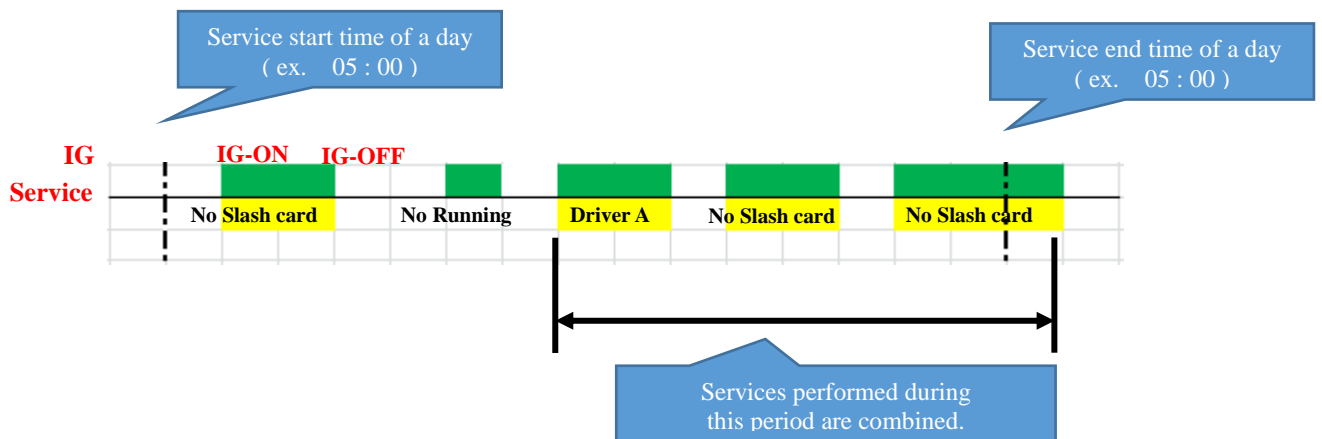 Service start time of a day
( ex. 05 : 00 )
Service end time of a day
( ex. 05 : 00 )
IG
IG-ON
IG-OFF
Service
No Slash card
No Running
Driver A
No Slash card
No Slash card
Services performed during
this period are combined.